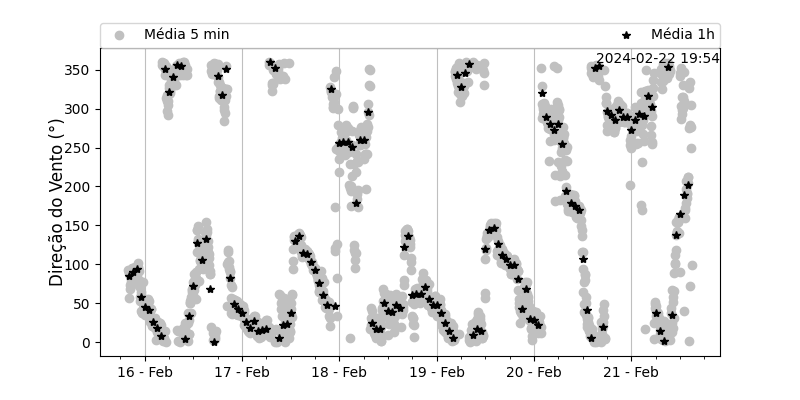 Média 5 min
Média 1h
2024-02-22 19:54
Direção do Vento (°)
350
300
250
200
150
100
50
0
16 - Feb
17 - Feb
18 - Feb
19 - Feb
20 - Feb
21 - Feb